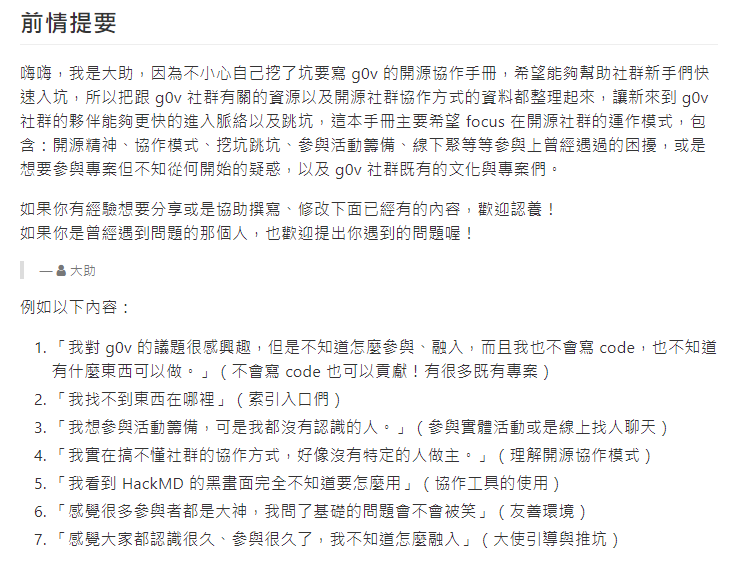 前情提要
嗨嗨，我是大助，因為不小心自己挖了坑要寫 g0v 的開源協作手冊，希望能夠幫助社群新手們快
速入坑，所以把跟 g0v 社群有關的資源以及開源社群協作方式的資料都整理起來，讓新來到 g0v
社群的夥伴能夠更快的進入脈絡以及跳坑，這本手冊主要希望 focus 在開源社群的運作模式，包
含：開源精神、協作模式、挖坑跳坑、參與活動籌備、線下聚等等參與上曾經遇過的困擾，或是
想要參與專案但不知從何開始的疑惑，以及 g0v 社群既有的文化與專案們。
如果你有經驗想要分享或是協助撰寫、修改下面已經有的內容，歡迎認養！
如果你是曾經遇到問題的那個人，也歡迎提出你遇到的問題喔！
— 大助
例如以下內容：
1. 「我對 g0v 的議題很感興趣，但是不知道怎麼參與、融入，而且我也不會寫 code，也不知道
有什麼東西可以做。」（不會寫 code 也可以貢獻！有很多既有專案）
2. 「我找不到東西在哪裡」（索引入口們）
3. 「我想參與活動籌備，可是我都沒有認識的人。」（參與實體活動或是線上找人聊天）
4. 「我實在搞不懂社群的協作方式，好像沒有特定的人做主。」（理解開源協作模式）
5. 「我看到 HackMD 的黑畫面完全不知道要怎麼用」（協作工具的使用）
6. 「感覺很多參與者都是大神，我問了基礎的問題會不會被笑」（友善環境）
7. 「感覺大家都認識很久、參與很久了，我不知道怎麼融入」（大使引導與推坑）